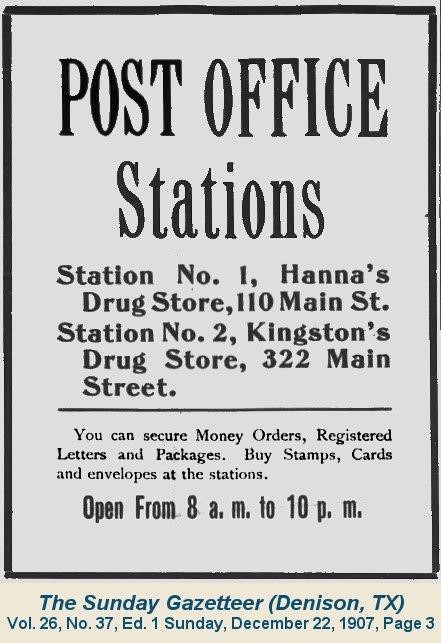 POST OFFICE
Stations
Station No. 1, Hanna's
Drug Store, 110 Main St.
Station No. 2, Kingston's
Drug Store, 322 Main
Street.
You can secure Money Orders, Registered
Letters and Packages. Buy Stamps, Cards
and envelopes at the stations.
Open From 8 a. m. to 10 p. m.
The Sunday Gazetteer (Denison, TX)
Vol. 26, No. 37, Ed. 1 Sunday, December 22, 1907, Page 3